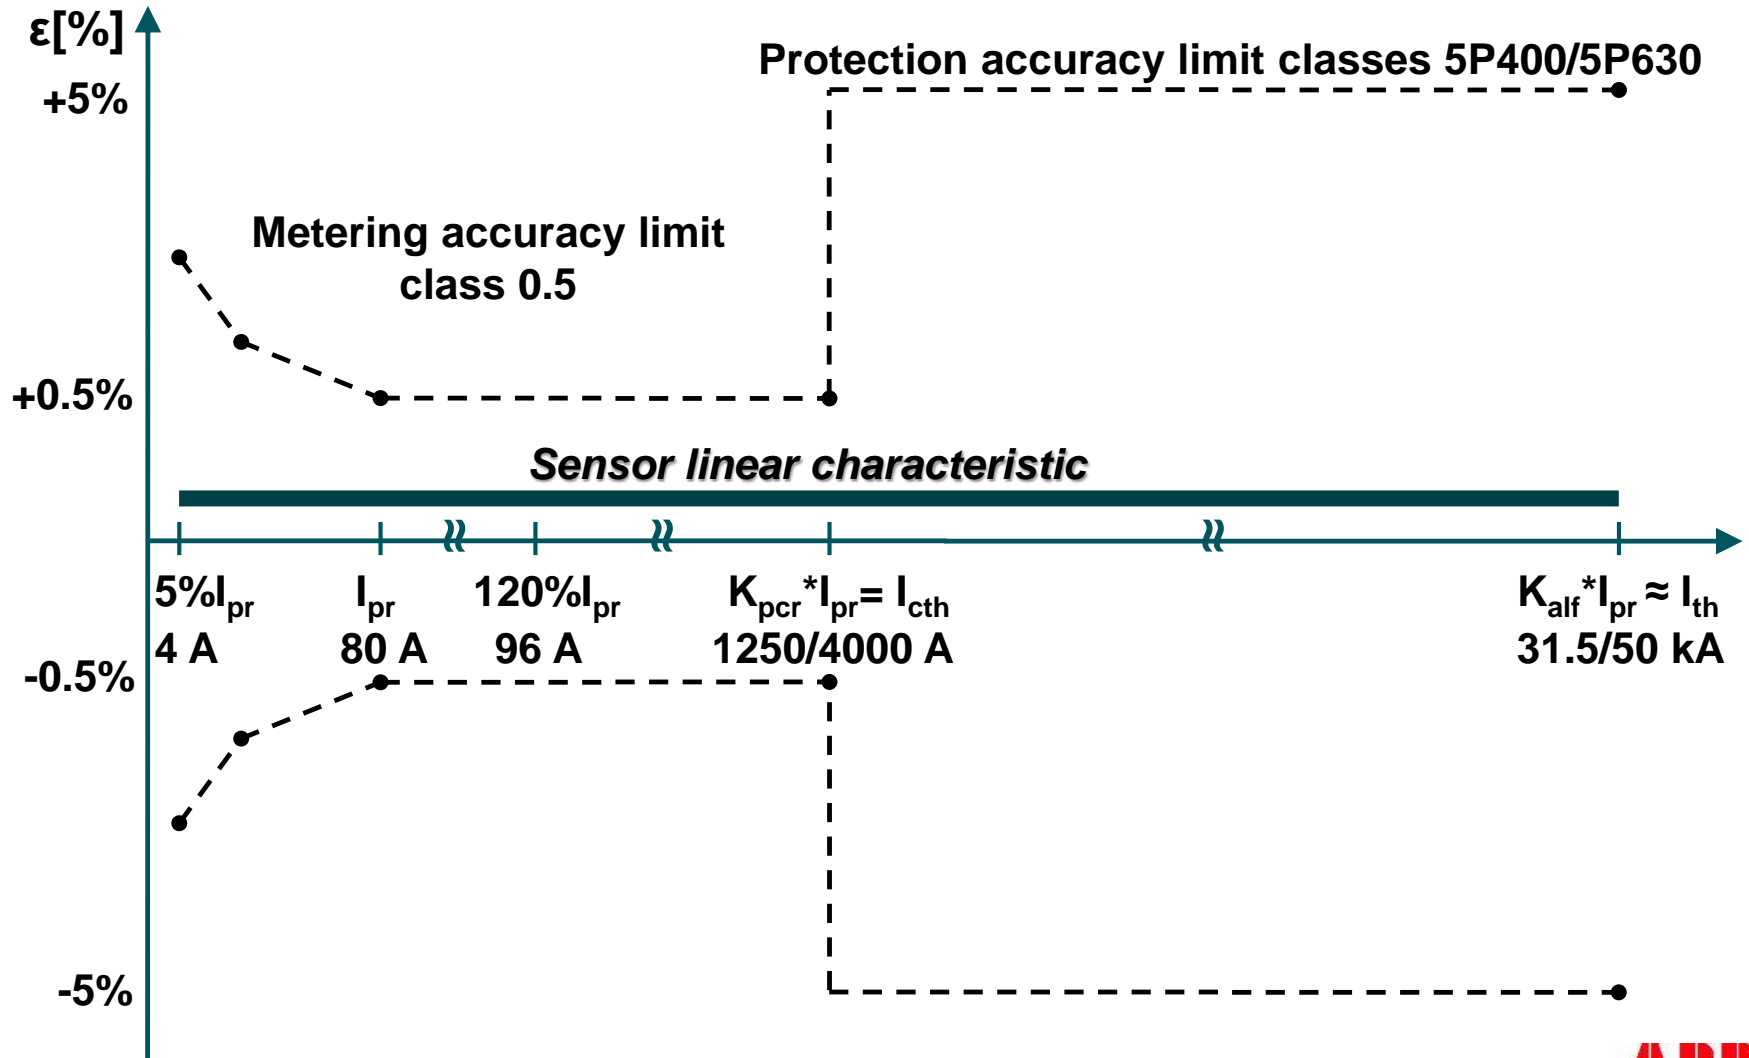 ε[%]
Protection accuracy limit classes 5P400/5P630
+5%
Metering accuracy limit
class 0.5
+0.5%
Sensor linear characteristic
5%Ipr Ipr 120%Ipr Kpcr*Ipr= Icth Kalf*Ipr ≈ Ith
4 A 80 A 96 A 1250/4000 A 31.5/50 kA
-0.5%
-5%